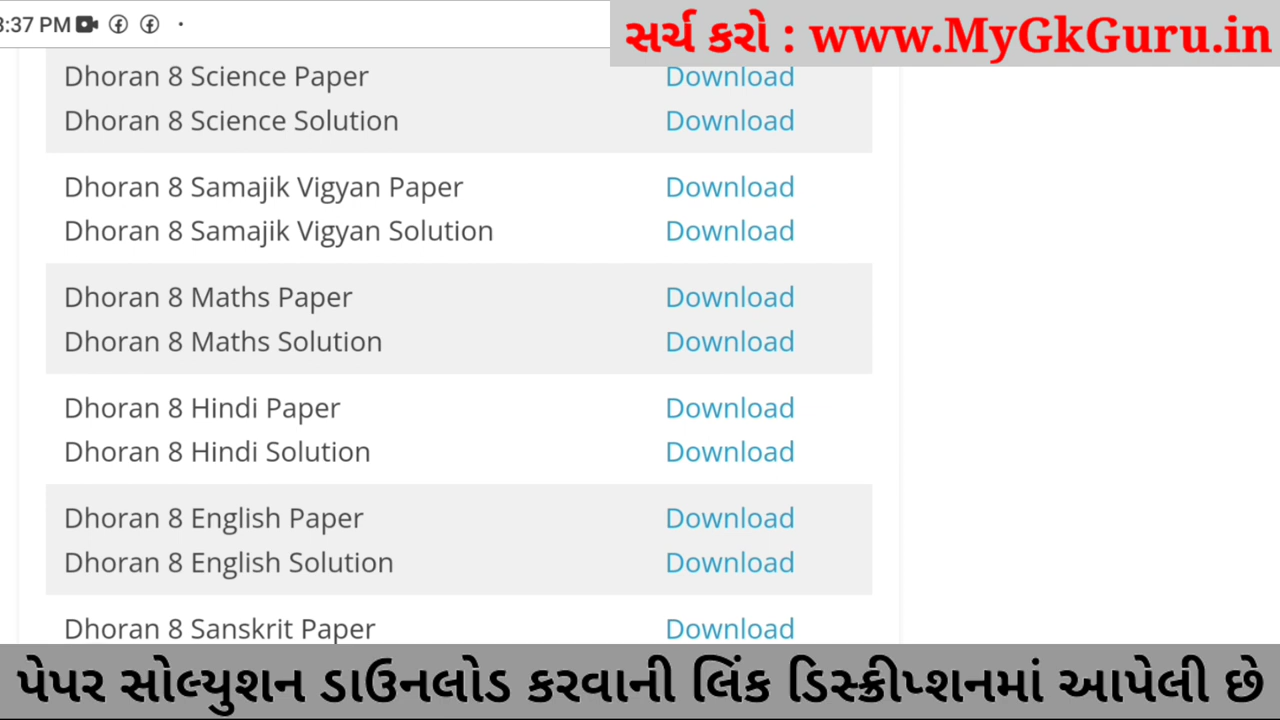 3:37 PM
સર્ચ કરો : www.MyGkGuru.in
Dhoran 8 Science Paper Download
Dhoran 8 Science Solution Download
Dhoran 8 Samajik Vigyan Paper Download
Dhoran 8 Samajik Vigyan Solution Download
Dhoran 8 Maths Paper Download
Dhoran 8 Maths Solution Download
Dhoran 8 Hindi Paper Download
Dhoran 8 Hindi Solution Download
Dhoran 8 English Paper Download
Dhoran 8 English Solution Download
Dhoran 8 Sanskrit Paper Download
પેપર સોલ્યુશન ડાઉનલોડ કરવાની લિંક ડિસ્ક્રીપ્શનમાં આપેલી છે